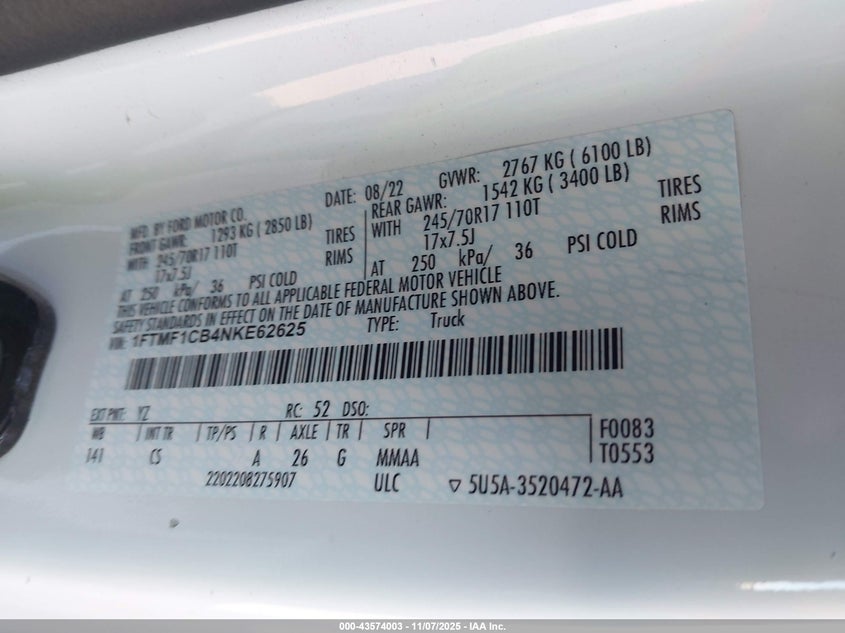 MFD. BY FORD MOTOR CO.
DATE: 08/22 GVWR: 2767 KG ( 6100 LB)
FRONT GAWR: 1293 KG ( 2850 LB)
REAR GAWR: 1542 KG ( 3400 LB)
WITH 245/70R17 110T TIRES
17x7.5J RIMS
AT 250 kPa/ 36 PSI COLD
WITH 245/70R17 110T TIRES
17x7.5J RIMS
AT 250 kPa/ 36 PSI COLD
THIS VEHICLE CONFORMS TO ALL APPLICABLE FEDERAL MOTOR VEHICLE
SAFETY STANDARDS IN EFFECT ON THE DATE OF MANUFACTURE SHOWN ABOVE.
VIN: 1FTMF1CB4NKE62625 TYPE: Truck
EXT PNT: YZ RC: 52 DSO:
WB INT TR TP/PS R AXLE TR SPR F0083
141 CS A 26 G MMAA T0553
2202208275907 ULC ▽ 5U5A-3520472-AA
000-43574003 — 11/07/2025 — IAA Inc.